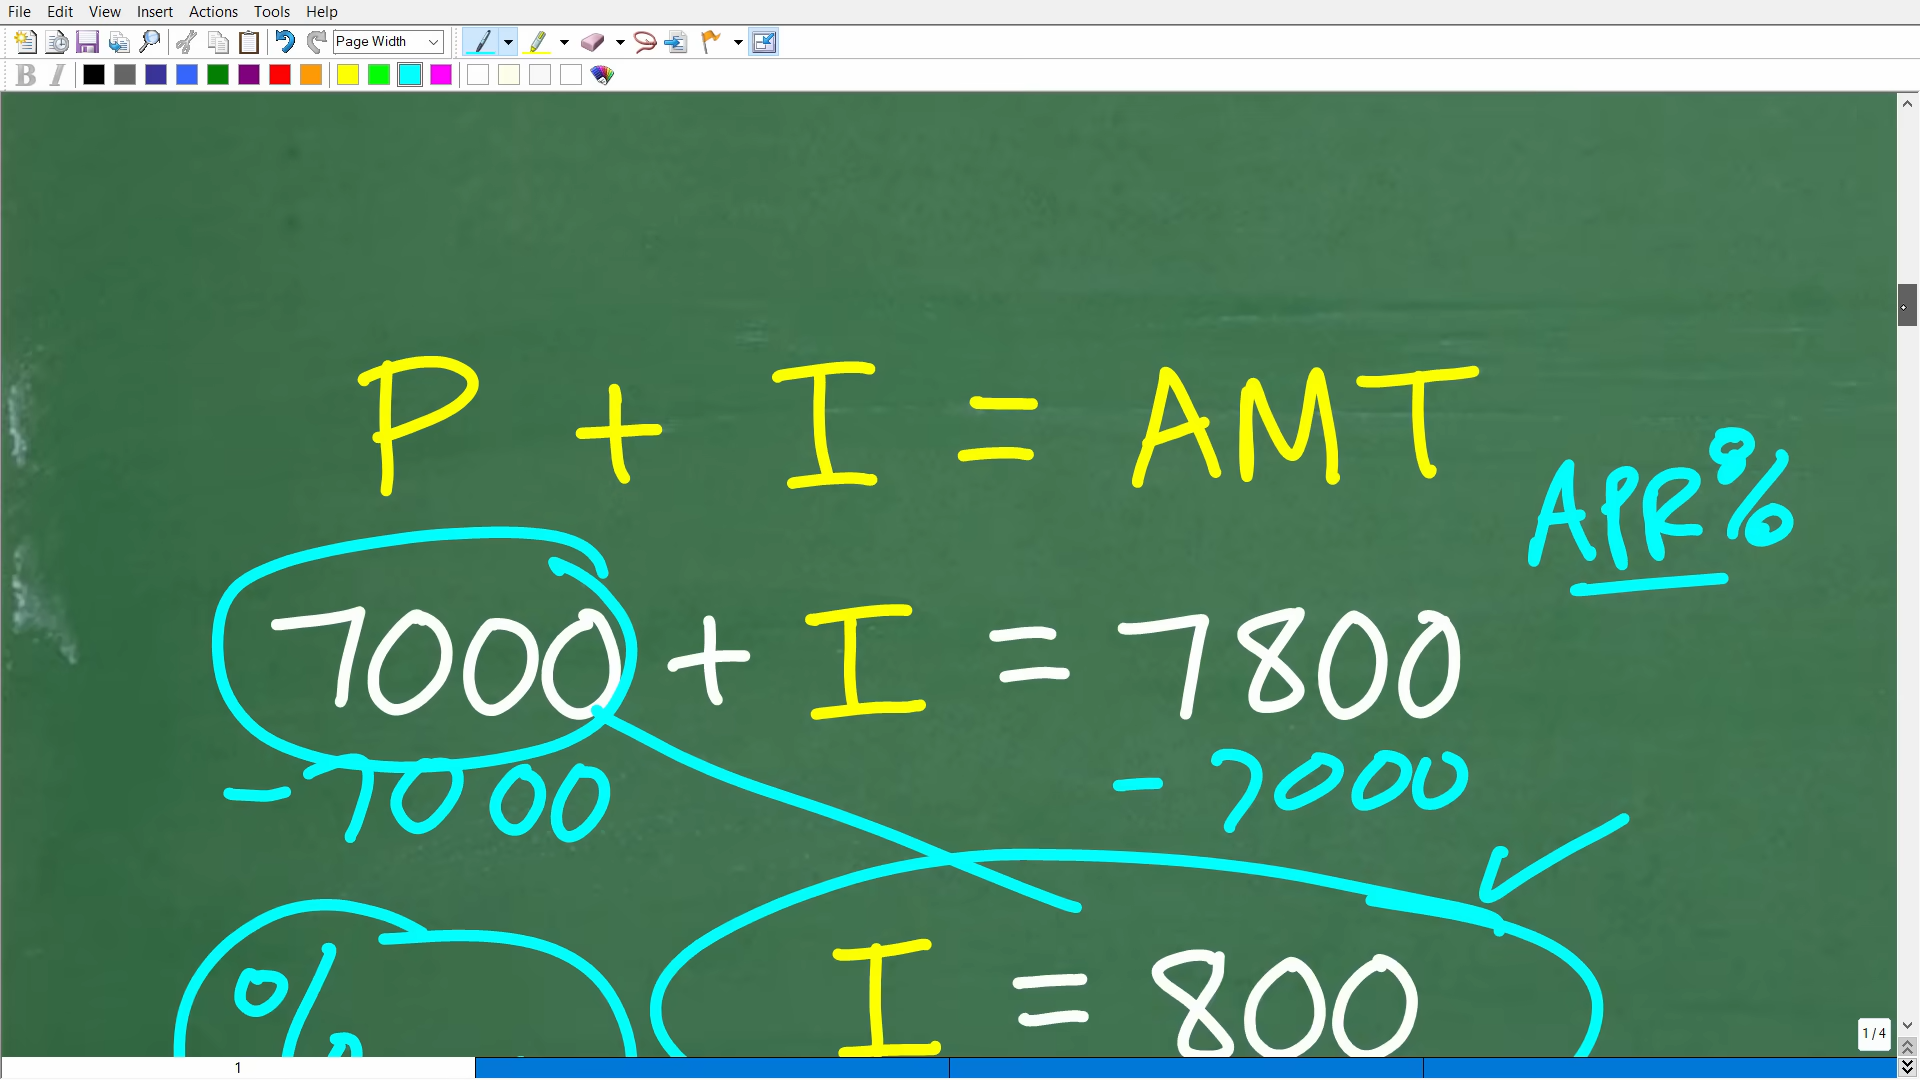 File Edit View Insert Actions Tools Help
Page Width
B I
P + I = AMT
APR %
7000 + I = 7800
- 7000 - 7000
%
I = 800
1 / 4
1